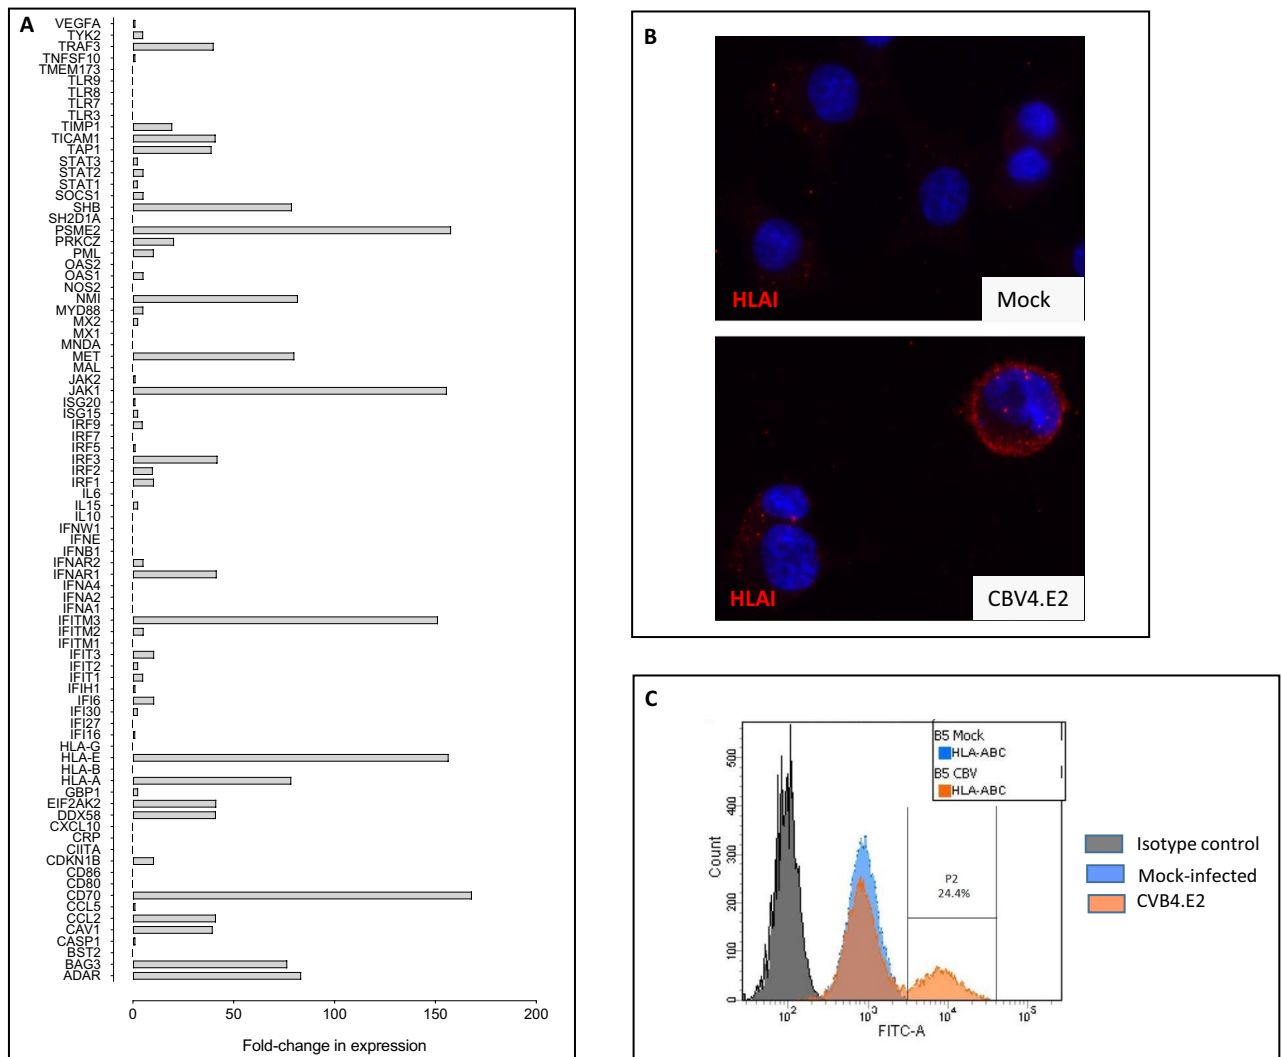 A
VEGFA
TYK2
TRAF3
TNFSF10
TMEM173
TLR9
TLR8
TLR7
TLR3
TIMP1
TICAM1
TAP1
STAT3
STAT2
STAT1
SOCS1
SHB
SH2D1A
PSME2
PRKCZ
PML
OAS2
OAS1
NOS2
NMI
MYD88
MX2
MX1
MNDA
MET
MAL
JAK2
JAK1
ISG20
ISG15
IRF9
IRF7
IRF5
IRF3
IRF2
IRF1
IL6
IL15
IL10
IFNW1
IFNE
IFNB1
IFNAR2
IFNAR1
IFNA4
IFNA2
IFNA1
IFITM3
IFITM2
IFITM1
IFIT3
IFIT2
IFIT1
IFIH1
IFI6
IFI30
IFI27
IFI16
HLA-G
HLA-E
HLA-B
HLA-A
GBP1
EIF2AK2
DDX58
CXCL10
CRP
CIITA
CDKN1B
CD86
CD80
CD70
CCL5
CCL2
CAV1
CASP1
BST2
BAG3
ADAR
0 50 100 150 200
Fold-change in expression
B
HLAI
Mock
HLAI
CBV4.E2
C
B5 Mock
HLA-ABC
B5 CBV
HLA-ABC
P2
24.4%
Count
0 100 200 300 400 500
10² 10³ 10⁴ 10⁵
FITC-A
Isotype control
Mock-infected
CVB4.E2